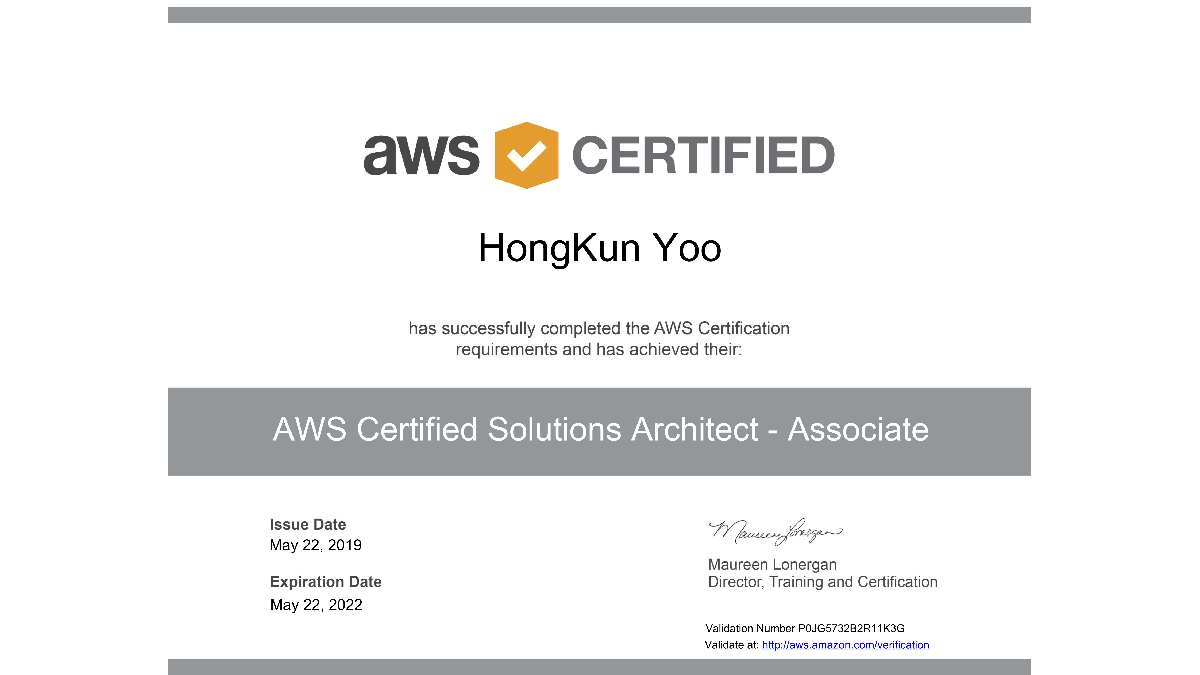 aws CERTIFIED
HongKun Yoo
has successfully completed the AWS Certification
requirements and has achieved their:
AWS Certified Solutions Architect - Associate
Issue Date
May 22, 2019
Expiration Date
May 22, 2022
Maureen Lonergan
Maureen Lonergan
Director, Training and Certification
Validation Number P0JG5732B2R11K3G
Validate at: http://aws.amazon.com/verification